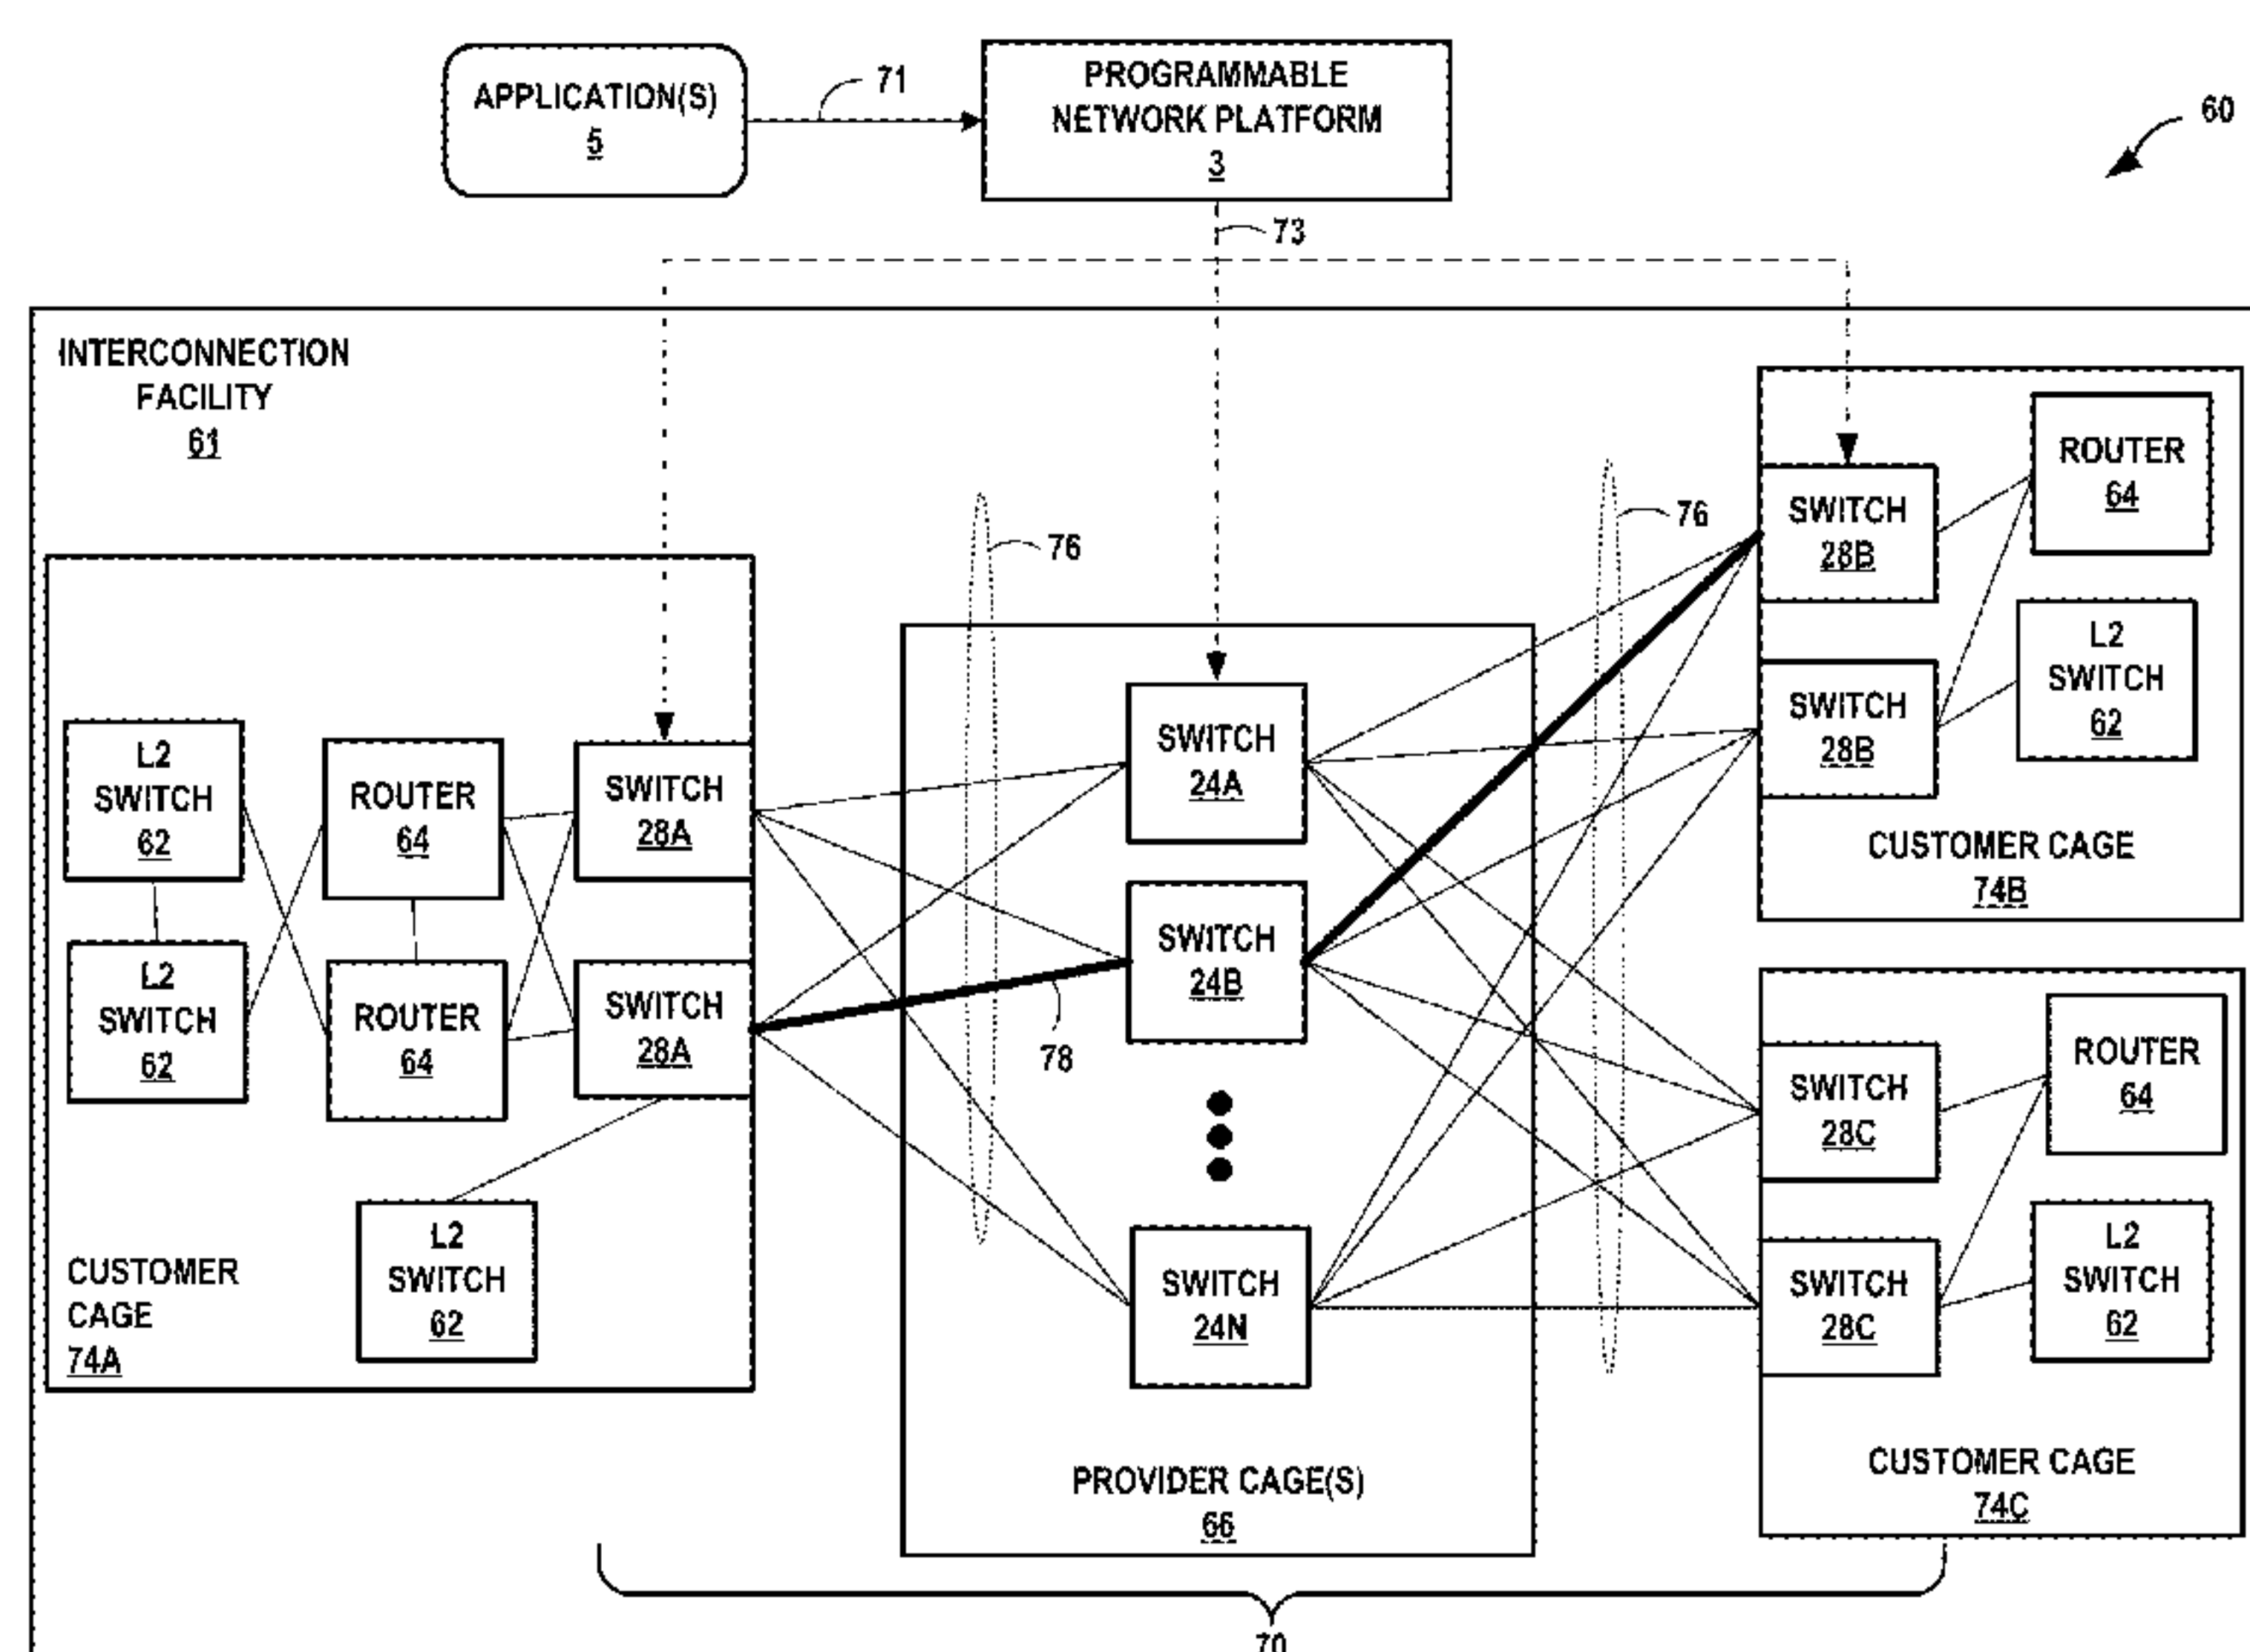 APPLICATION(S)
5
71
PROGRAMMABLE
NETWORK PLATFORM
3
60
73
INTERCONNECTION
FACILITY
61
76
76
L2
SWITCH
62
L2
SWITCH
62
ROUTER
64
ROUTER
64
SWITCH
28A
SWITCH
28A
L2
SWITCH
62
CUSTOMER
CAGE
74A
78
SWITCH
24A
SWITCH
24B
SWITCH
24N
PROVIDER CAGE(S)
66
SWITCH
28B
SWITCH
28B
ROUTER
64
L2
SWITCH
62
CUSTOMER CAGE
74B
SWITCH
28C
SWITCH
28C
ROUTER
64
L2
SWITCH
62
CUSTOMER CAGE
74C
70